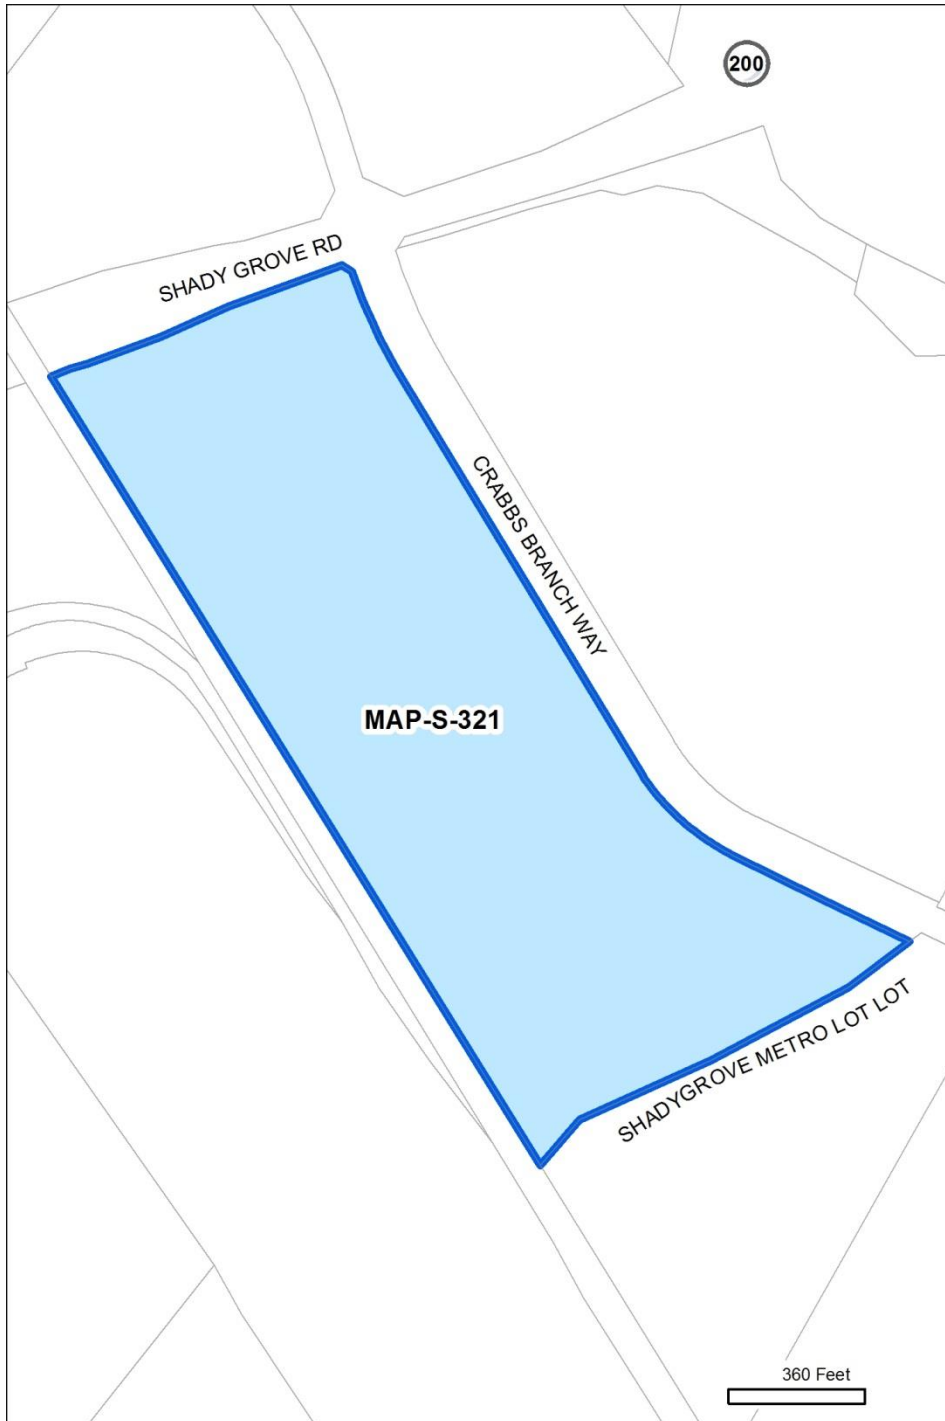 200
SHADY GROVE RD
CRABBS BRANCH WAY
MAP-S-321
SHADYGROVE METRO LOT LOT
360 Feet